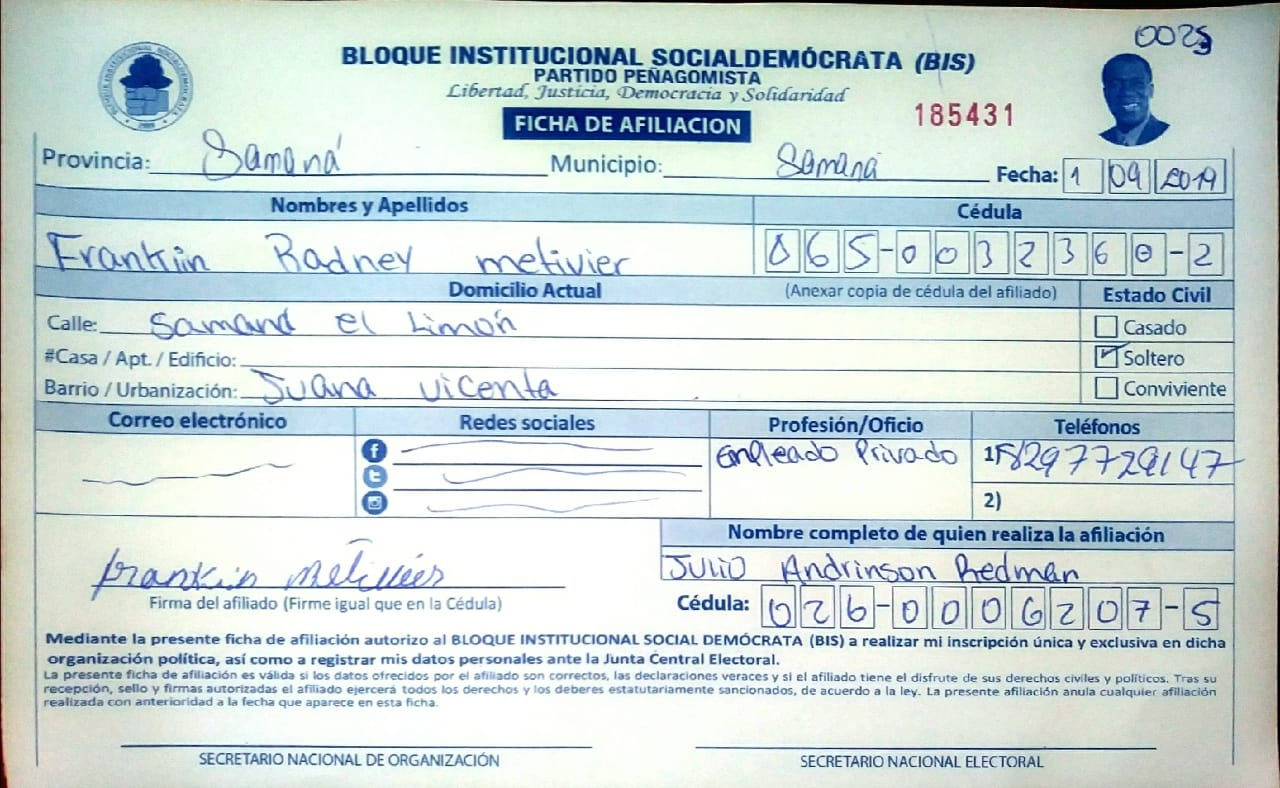 0025
BLOQUE INSTITUCIONAL SOCIALDEMÓCRATA (BIS)
PARTIDO PEÑAGOMISTA
Libertad, Justicia, Democracia y Solidaridad
185431
FICHA DE AFILIACION
Provincia: Samaná Municipio: Samaná Fecha: 1 09 2019
Nombres y Apellidos Cédula
Franklin Radney metivier 065-0032360-2
Domicilio Actual (Anexar copia de cédula del afiliado) Estado Civil
Calle: Samaná el Limón Casado
#Casa / Apt. / Edificio: Soltero
Barrio / Urbanización: Juana vicenta Conviviente
Correo electrónico Redes sociales Profesión/Oficio Teléfonos
Empleado Privado 1) 8297729147
2)
Nombre completo de quien realiza la afiliación
Julio Andrinson Redman
Frankin metivier
Firma del afiliado (Firme igual que en la Cédula) Cédula: 026-0006207-5
Mediante la presente ficha de afiliación autorizo al BLOQUE INSTITUCIONAL SOCIAL DEMÓCRATA (BIS) a realizar mi inscripción única y exclusiva en dicha
organización política, así como a registrar mis datos personales ante la Junta Central Electoral.
La presente ficha de afiliación es válida si los datos ofrecidos por el afiliado son correctos, las declaraciones veraces y si el afiliado tiene el disfrute de sus derechos civiles y políticos. Tras su
recepción, sello y firmas autorizadas el afiliado ejercerá todos los derechos y los deberes estatutariamente sancionados, de acuerdo a la ley. La presente afiliación anula cualquier afiliación
realizada con anterioridad a la fecha que aparece en esta ficha.
SECRETARIO NACIONAL DE ORGANIZACIÓN SECRETARIO NACIONAL ELECTORAL